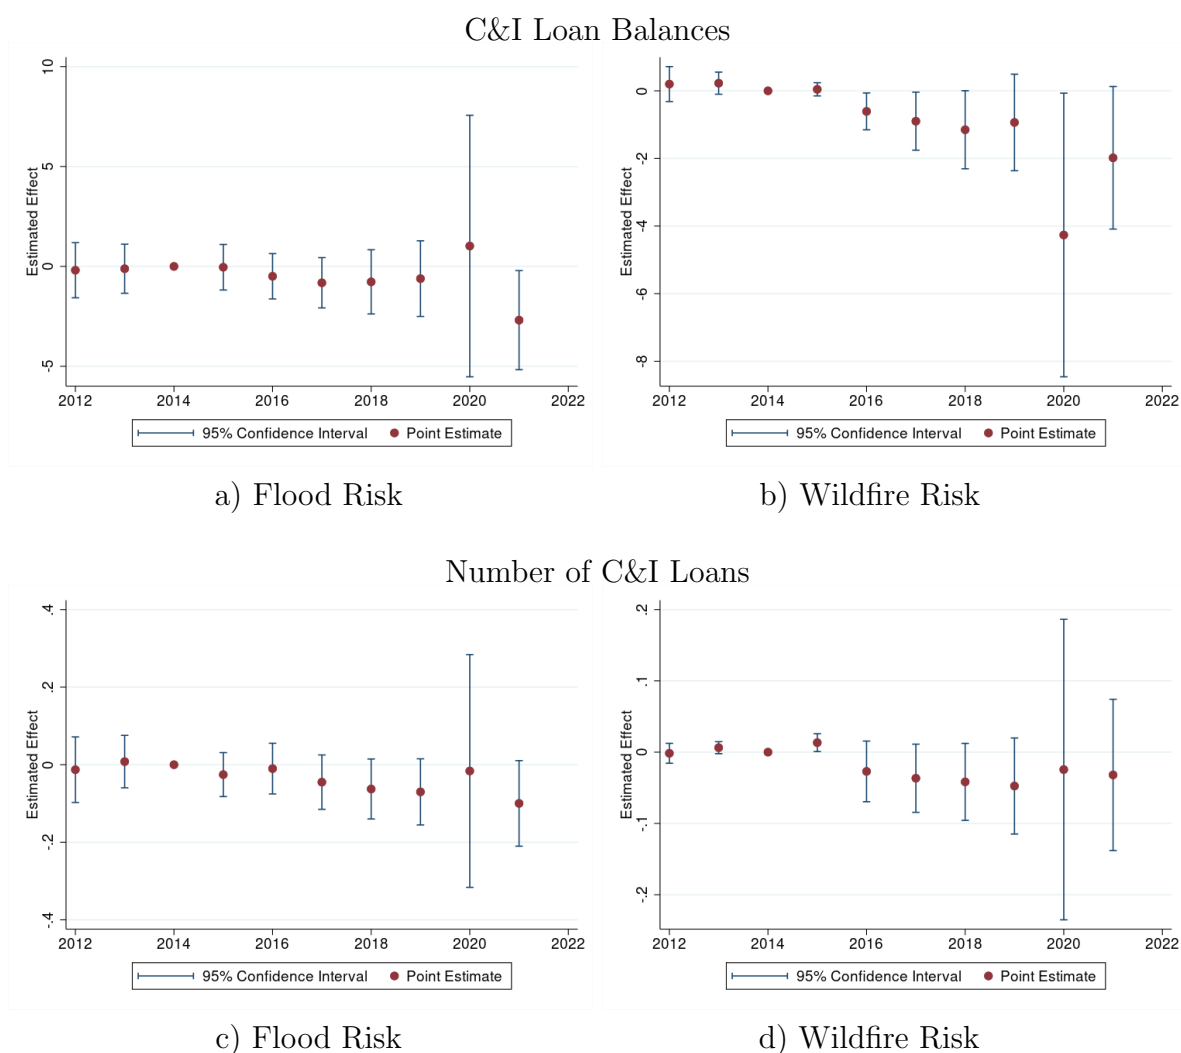 C&I Loan Balances
Estimated Effect
10
5
0
-5
2012 2014 2016 2018 2020 2022
95% Confidence Interval Point Estimate
a) Flood Risk
Estimated Effect
0
-2
-4
-6
-8
2012 2014 2016 2018 2020 2022
95% Confidence Interval Point Estimate
b) Wildfire Risk
Number of C&I Loans
Estimated Effect
.4
.2
0
-.2
-.4
2012 2014 2016 2018 2020 2022
95% Confidence Interval Point Estimate
c) Flood Risk
Estimated Effect
.2
.1
0
-.1
-.2
2012 2014 2016 2018 2020 2022
95% Confidence Interval Point Estimate
d) Wildfire Risk